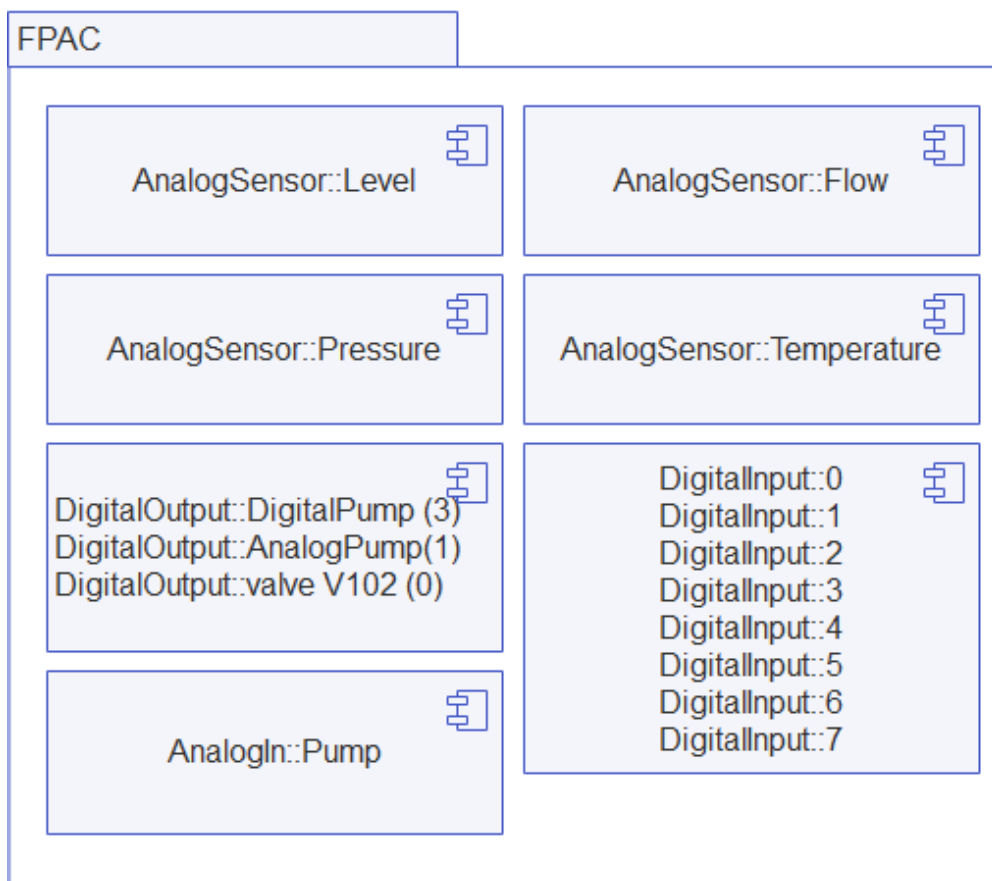 FPAC
AnalogSensor::Level
AnalogSensor::Flow
AnalogSensor::Pressure
AnalogSensor::Temperature
DigitalOutput::DigitalPump (3)
DigitalOutput::AnalogPump(1)
DigitalOutput::valve V102 (0)
DigitalInput::0
DigitalInput::1
DigitalInput::2
DigitalInput::3
DigitalInput::4
DigitalInput::5
DigitalInput::6
DigitalInput::7
AnalogIn::Pump